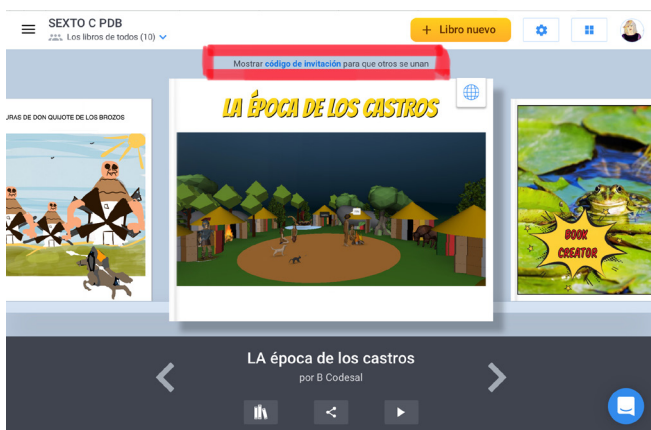 SEXTO C PDB
Los libros de todos (10)
+ Libro nuevo
Mostrar código de invitación para que otros se unan
URAS DE DON QUIJOTE DE LOS BROZOS
LA ÉPOCA DE LOS CASTROS
BOOK
CREATOR
LA época de los castros
por B Codesal